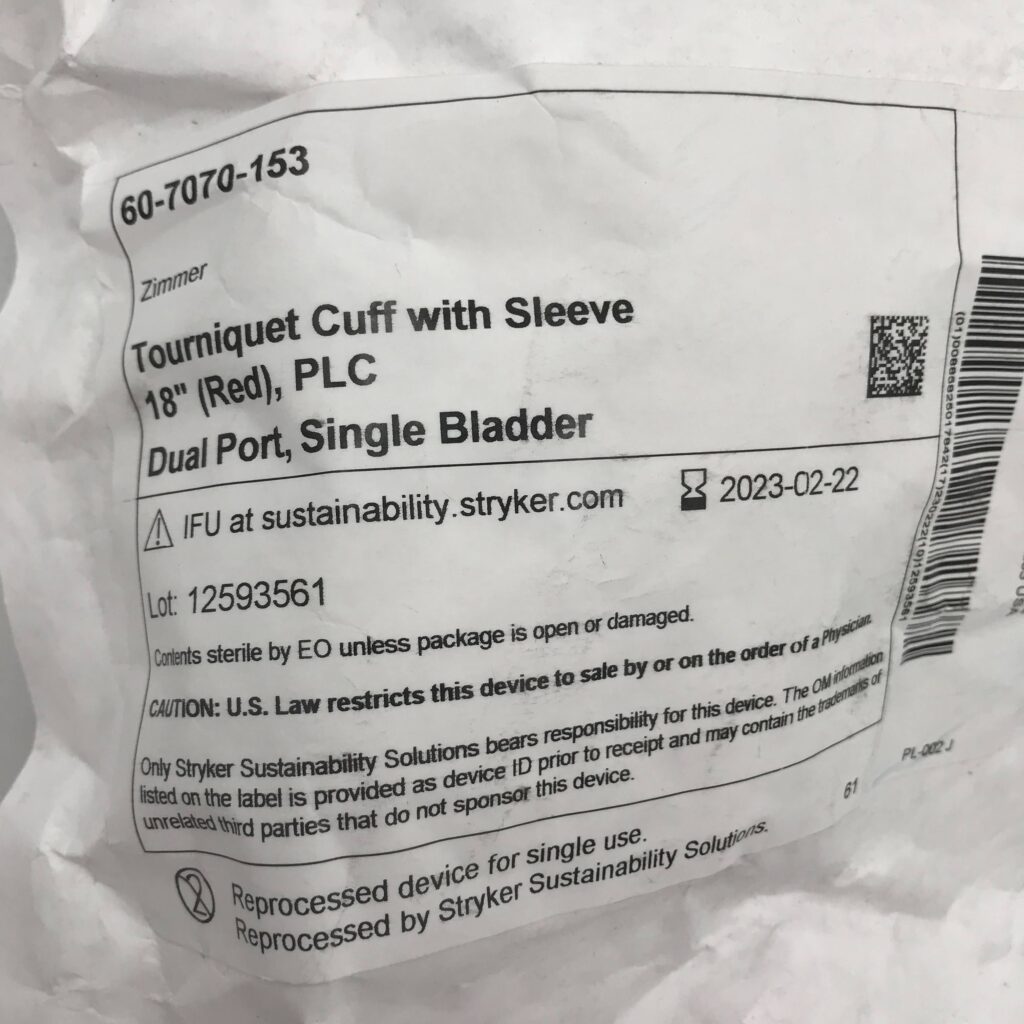 60-7070-153
Zimmer
Tourniquet Cuff with Sleeve
18" (Red), PLC
Dual Port, Single Bladder
IFU at sustainability.stryker.com
2023-02-22
Lot: 12593561
Contents sterile by EO unless package is open or damaged.
CAUTION: U.S. Law restricts this device to sale by or on the order of a Physician.
Only Stryker Sustainability Solutions bears responsibility for this device. The OM information
listed on the label is provided as device ID prior to receipt and may contain the trademarks of
unrelated third parties that do not sponsor this device.
61
PL-002 J
2
Reprocessed device for single use.
Reprocessed by Stryker Sustainability Solutions.
USA